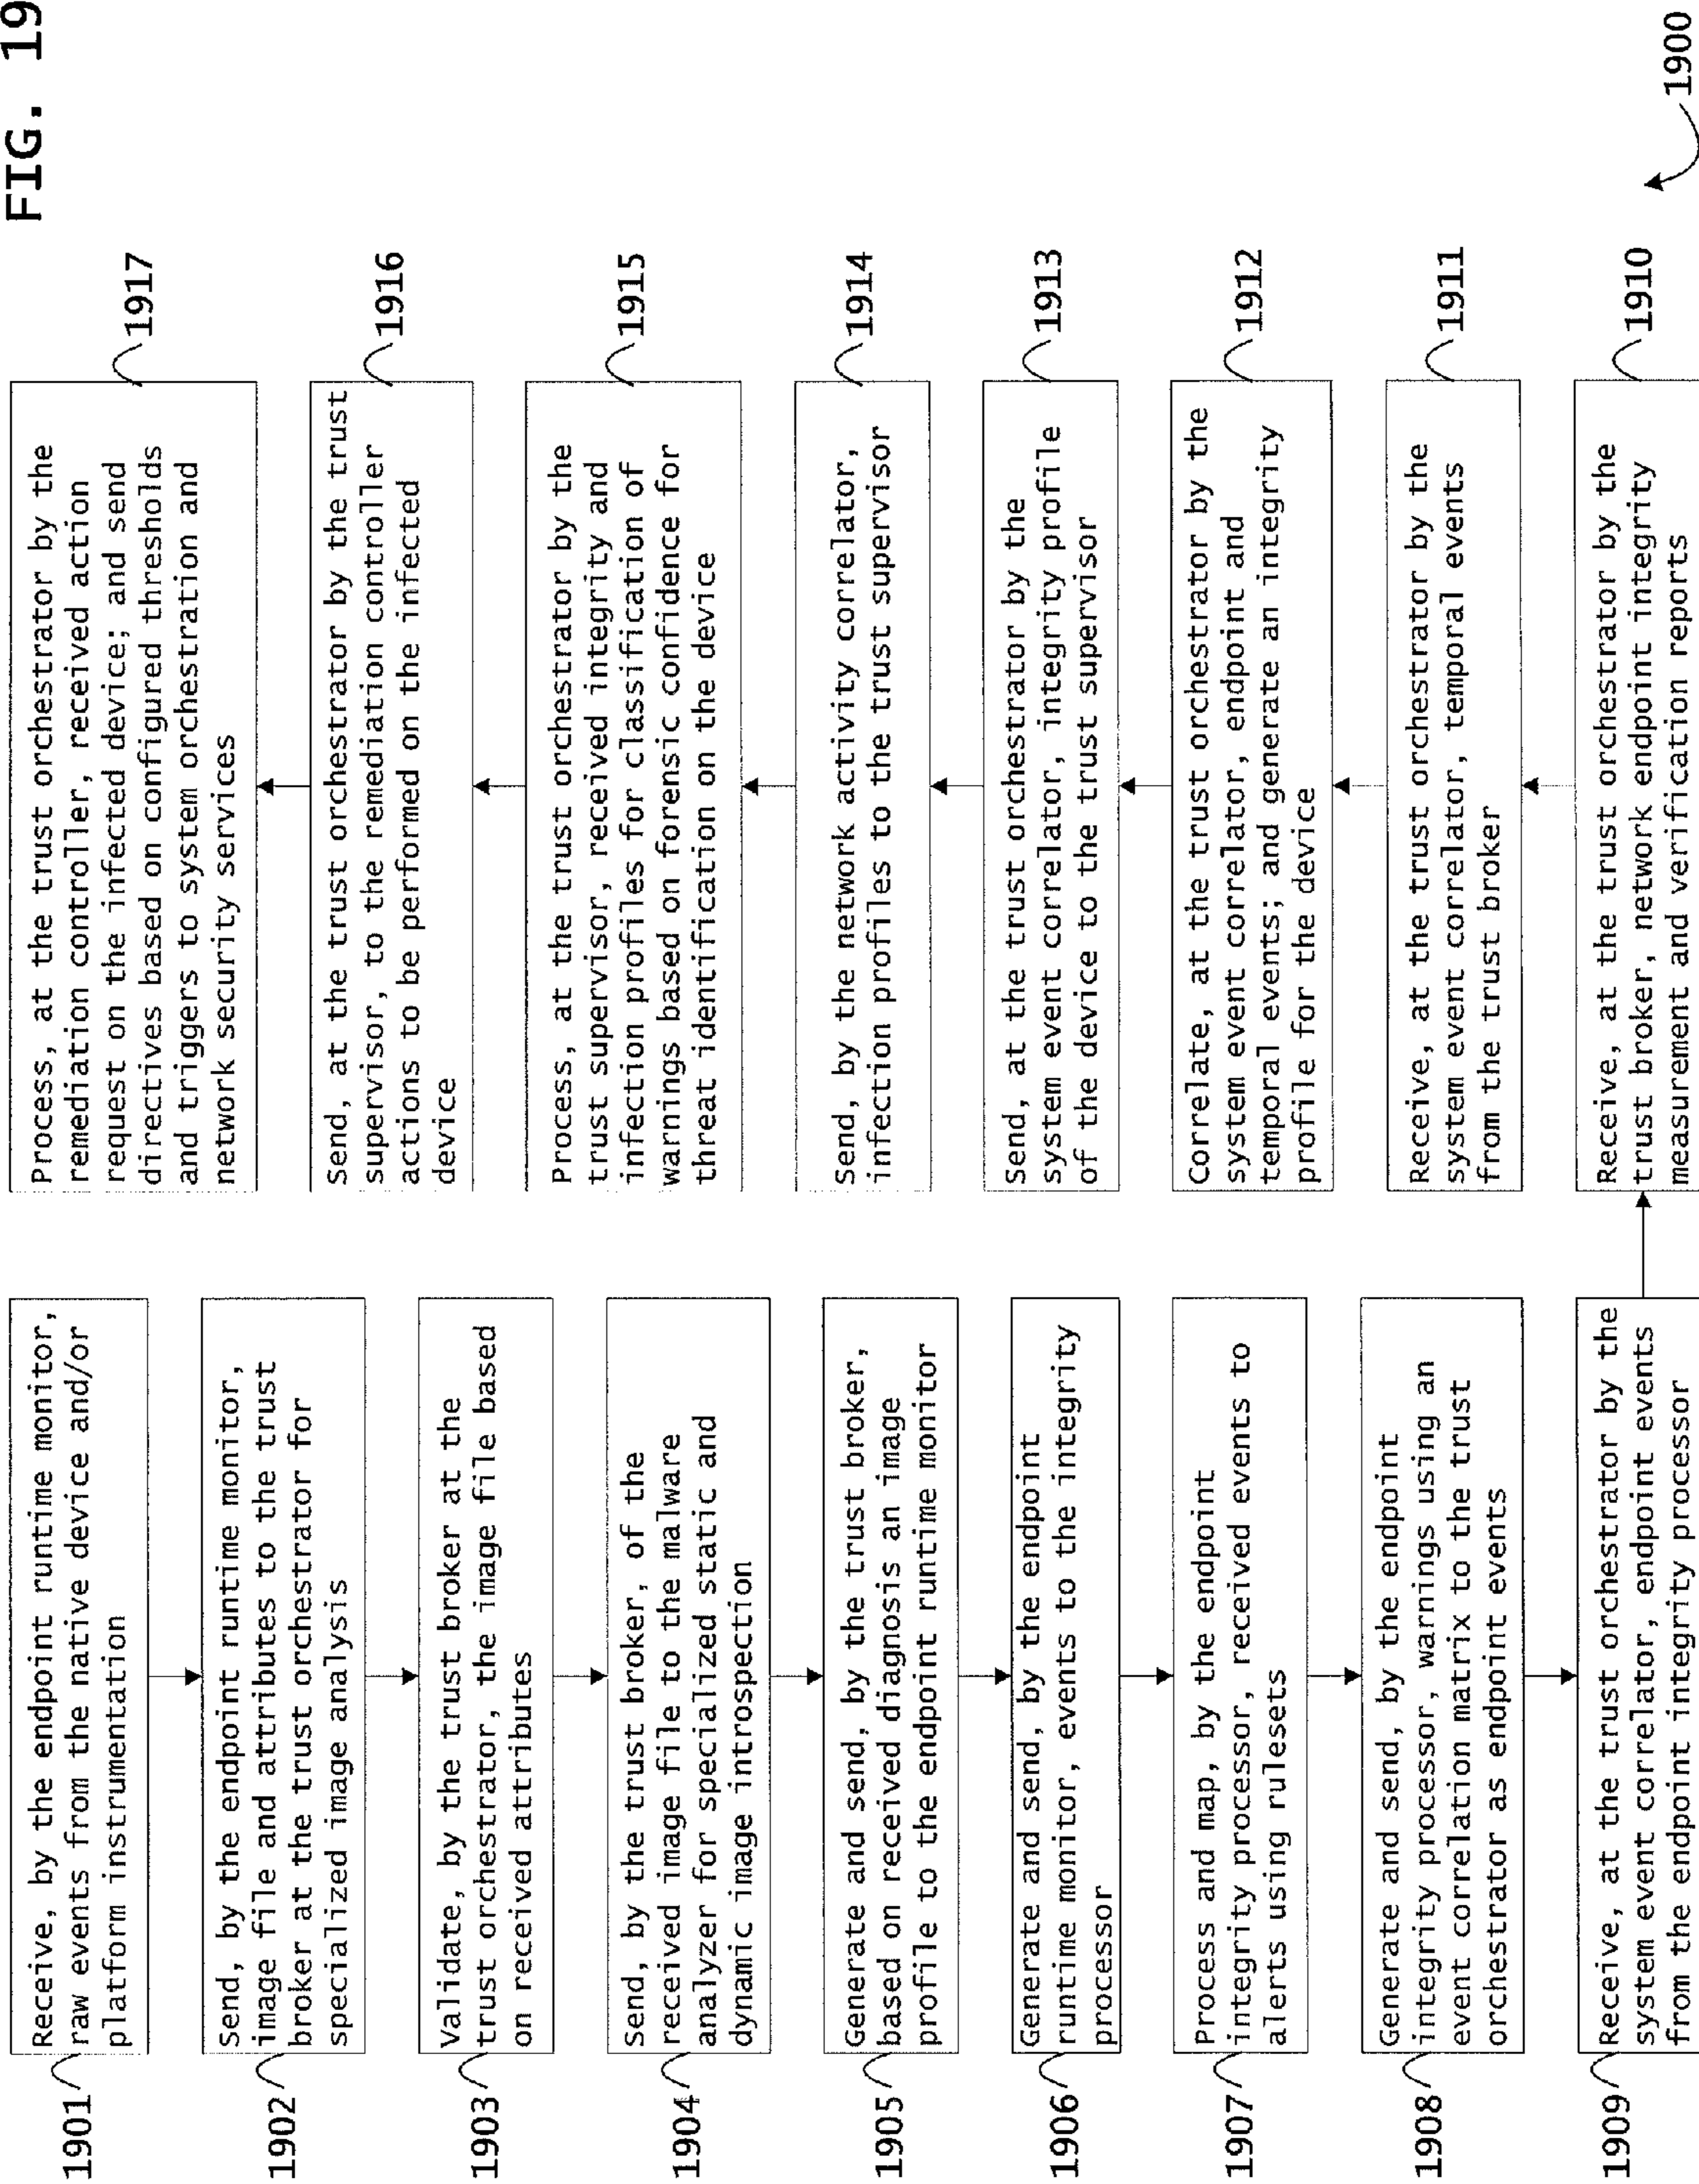 FIG. 19
1901
Receive, by the endpoint runtime monitor,
raw events from the native device and/or
platform instrumentation
1902
Send, by the endpoint runtime monitor,
image file and attributes to the trust
broker at the trust orchestrator for
specialized image analysis
1903
Validate, by the trust broker at the
trust orchestrator, the image file based
on received attributes
1904
Send, by the trust broker, of the
received image file to the malware
analyzer for specialized static and
dynamic image introspection
1905
Generate and send, by the trust broker,
based on received diagnosis an image
profile to the endpoint runtime monitor
1906
Generate and send, by the endpoint
runtime monitor, events to the integrity
processor
1907
Process and map, by the endpoint
integrity processor, received events to
alerts using rulesets
1908
Generate and send, by the endpoint
integrity processor, warnings using an
event correlation matrix to the trust
orchestrator as endpoint events
1909
Receive, at the trust orchestrator by the
system event correlator, endpoint events
from the endpoint integrity processor
1910
Receive, at the trust orchestrator by the
trust broker, network endpoint integrity
measurement and verification reports
1911
Receive, at the trust orchestrator by the
system event correlator, temporal events
from the trust broker
1912
Correlate, at the trust orchestrator by the
system event correlator, endpoint and
temporal events; and generate an integrity
profile for the device
1913
Send, at the trust orchestrator by the
system event correlator, integrity profile
of the device to the trust supervisor
1914
Send, by the network activity correlator,
infection profiles to the trust supervisor
1915
Process, at the trust orchestrator by the
trust supervisor, received integrity and
infection profiles for classification of
warnings based on forensic confidence for
threat identification on the device
1916
Send, at the trust orchestrator by the trust
supervisor, to the remediation controller
actions to be performed on the infected
device
1917
Process, at the trust orchestrator by the
remediation controller, received action
request on the infected device; and send
directives based on configured thresholds
and triggers to system orchestration and
network security services
1900